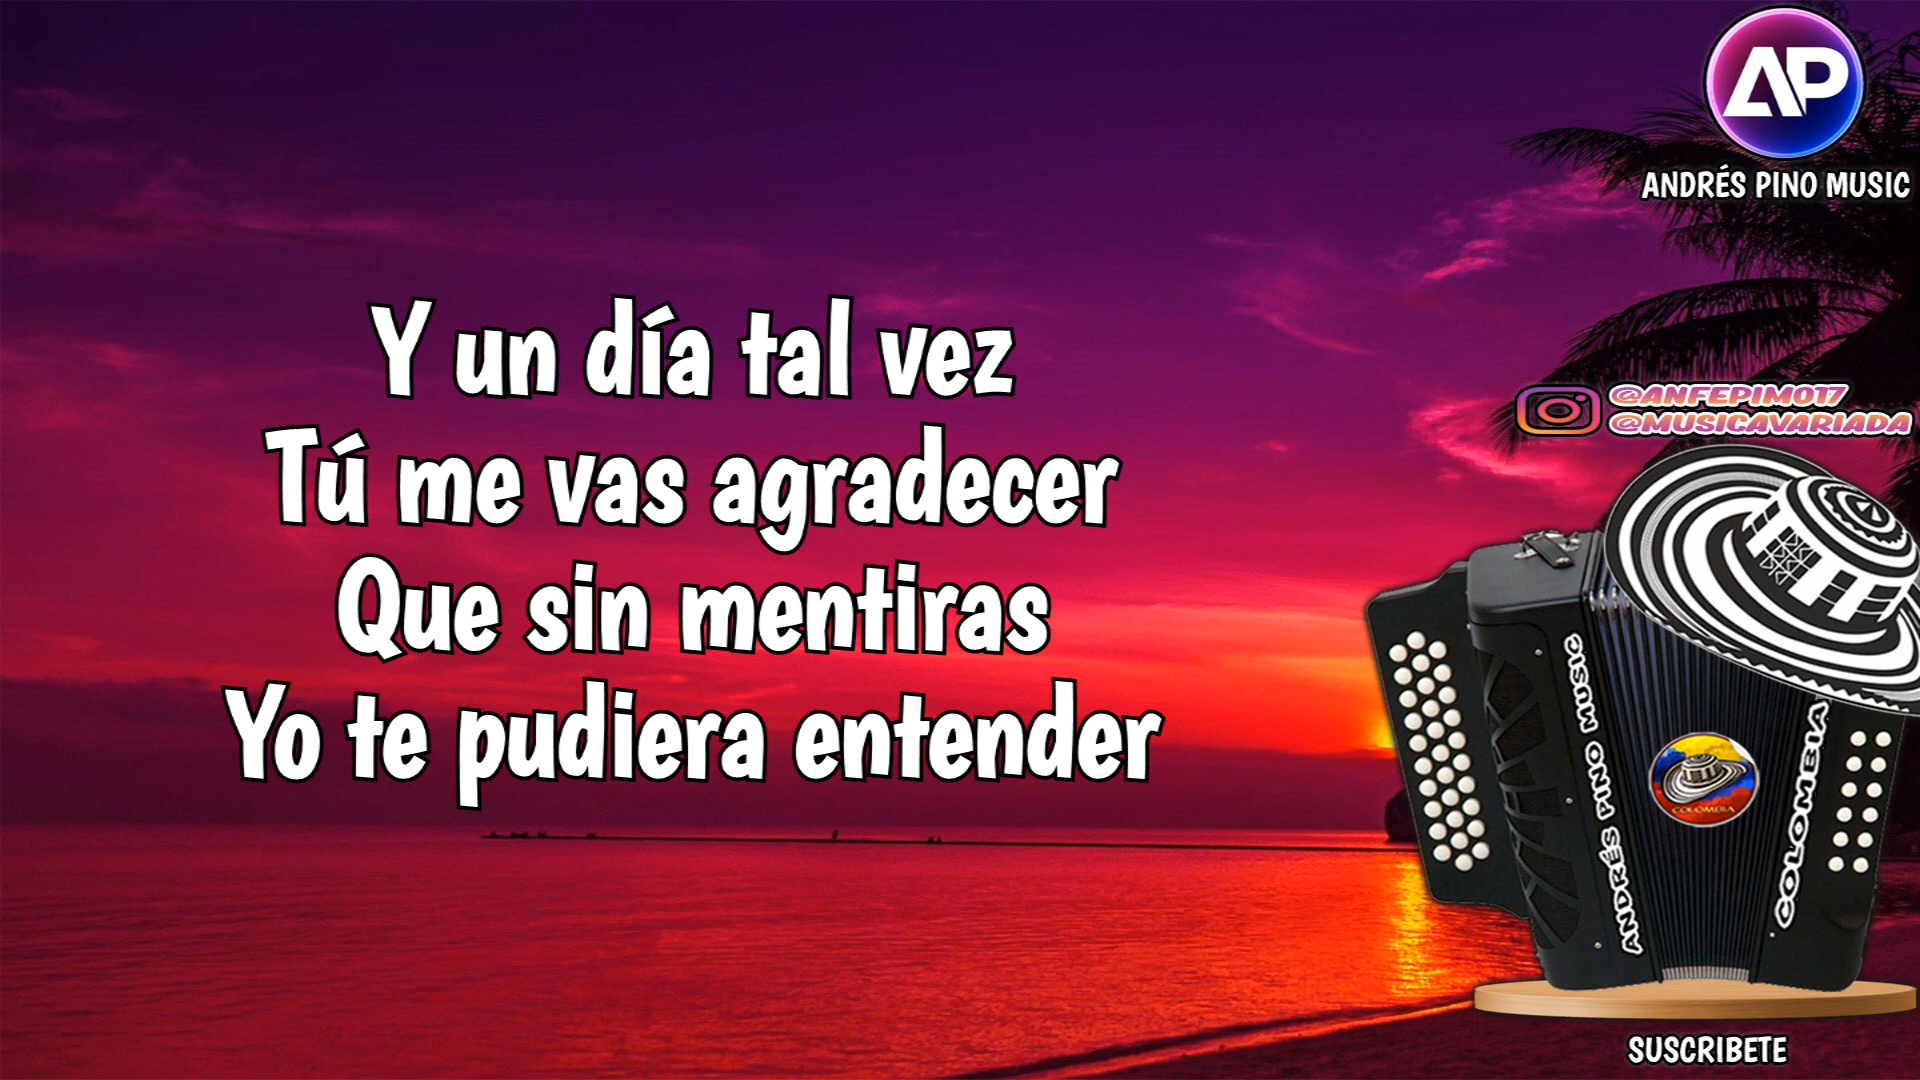 AP
ANDRÉS PINO MUSIC
Y un día tal vez
Tú me vas agradecer
Que sin mentiras
Yo te pudiera entender
@ANFEPIMO17
@MUSICAVARIADA
ANDRÉS PINO MUSIC
COLOMBIA
COLOMBIA
SUSCRIBETE